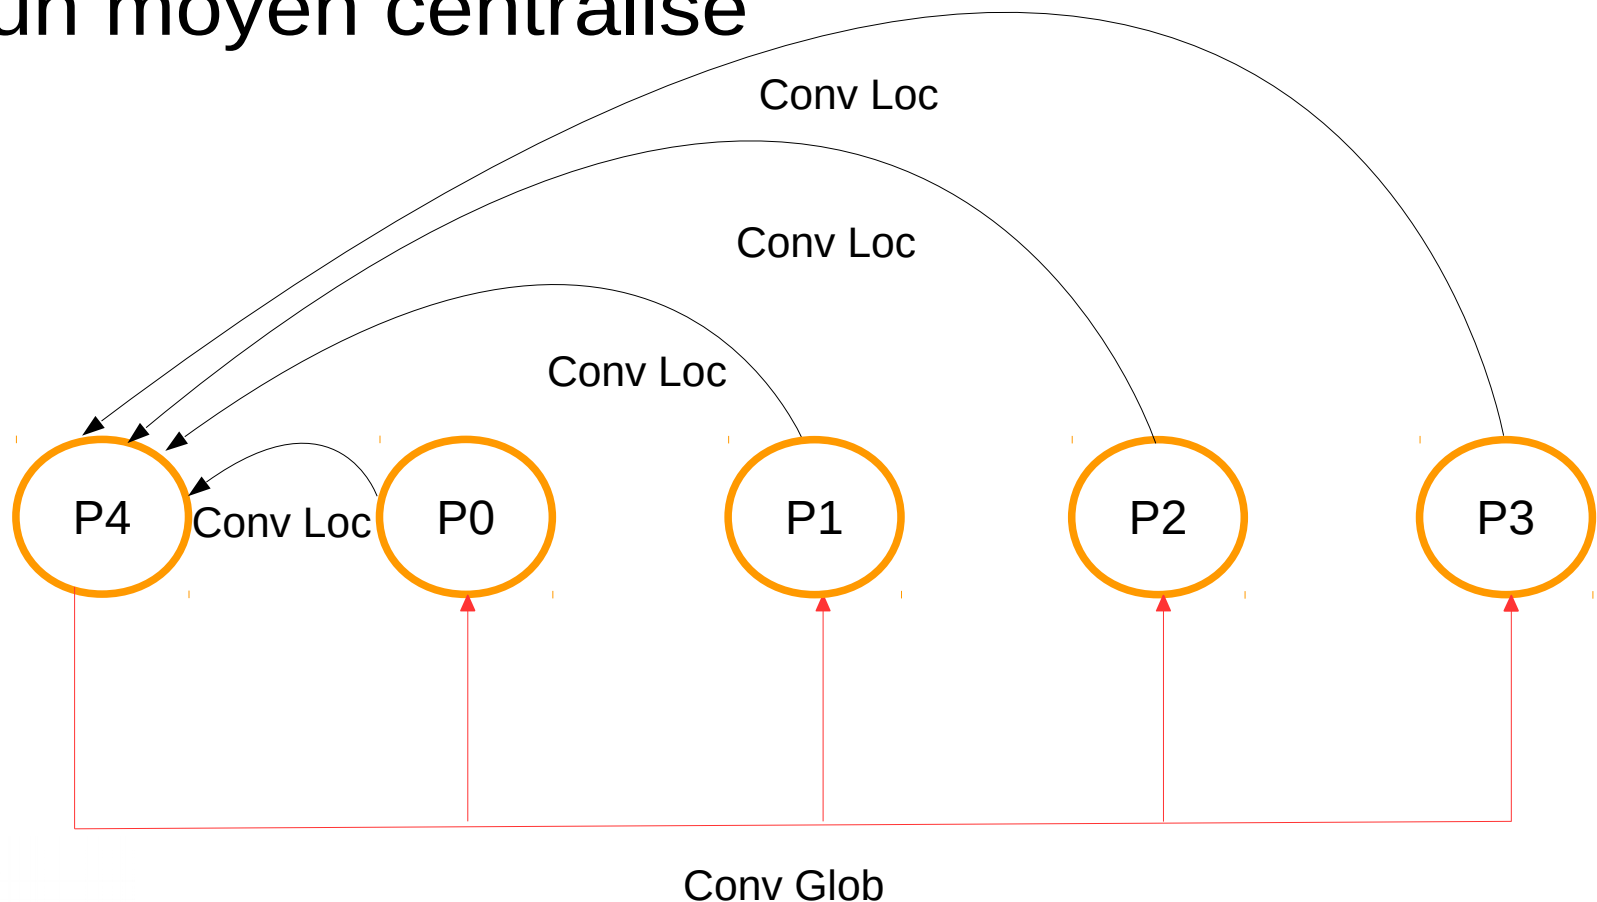 un moyen centralisé
Conv Loc
Conv Loc
Conv Loc
P4
Conv Loc
P0
P1
P2
P3
Conv Glob